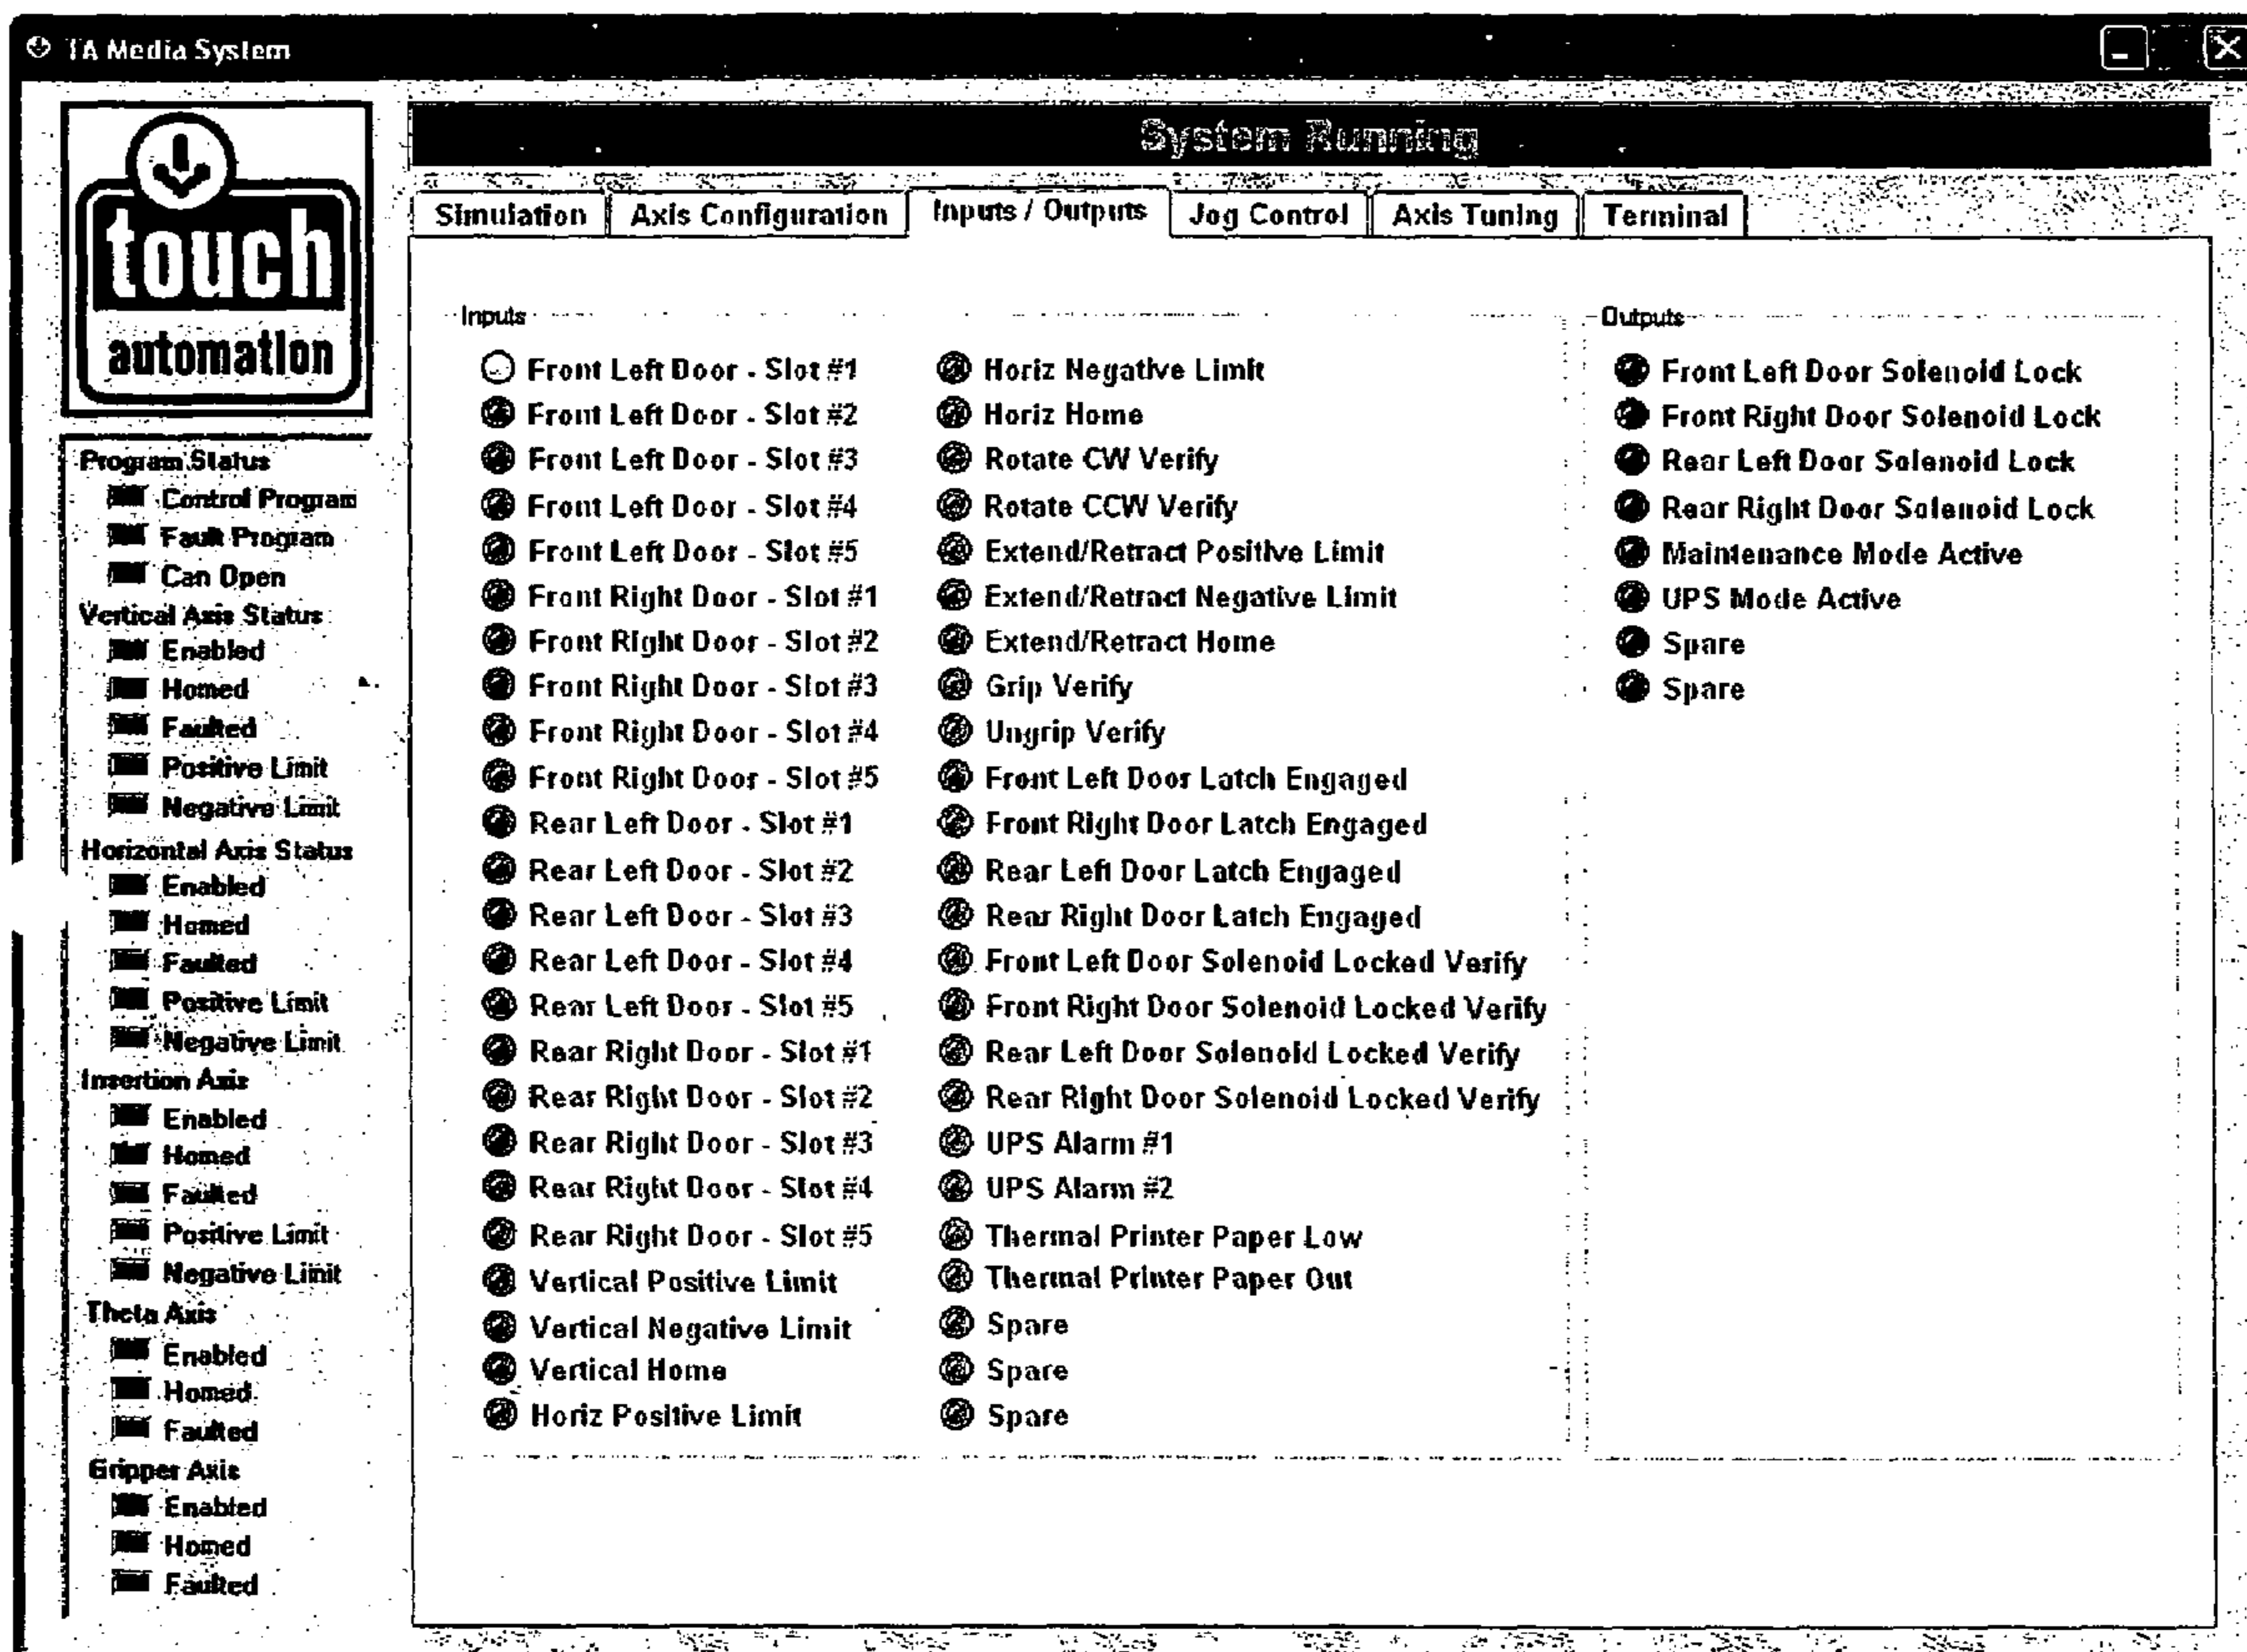 TA Media System
touch
automation
System Running
Simulation
Axis Configuration
Inputs / Outputs
Jog Control
Axis Tuning
Terminal
Program Status
Control Program
Fault Program
Can Open
Vertical Axis Status
Enabled
Homed
Faulted
Positive Limit
Negative Limit
Horizontal Axis Status
Enabled
Homed
Faulted
Positive Limit
Negative Limit
Insertion Axis
Enabled
Homed
Faulted
Positive Limit
Negative Limit
Theta Axis
Enabled
Homed
Faulted
Gripper Axis
Enabled
Homed
Faulted
Inputs
Front Left Door - Slot #1
Front Left Door - Slot #2
Front Left Door - Slot #3
Front Left Door - Slot #4
Front Left Door - Slot #5
Front Right Door - Slot #1
Front Right Door - Slot #2
Front Right Door - Slot #3
Front Right Door - Slot #4
Front Right Door - Slot #5
Rear Left Door - Slot #1
Rear Left Door - Slot #2
Rear Left Door - Slot #3
Rear Left Door - Slot #4
Rear Left Door - Slot #5
Rear Right Door - Slot #1
Rear Right Door - Slot #2
Rear Right Door - Slot #3
Rear Right Door - Slot #4
Rear Right Door - Slot #5
Vertical Positive Limit
Vertical Negative Limit
Vertical Home
Horiz Positive Limit
Horiz Negative Limit
Horiz Home
Rotate CW Verify
Rotate CCW Verify
Extend/Retract Positive Limit
Extend/Retract Negative Limit
Extend/Retract Home
Grip Verify
Ungrip Verify
Front Left Door Latch Engaged
Front Right Door Latch Engaged
Rear Left Door Latch Engaged
Rear Right Door Latch Engaged
Front Left Door Solenoid Locked Verify
Front Right Door Solenoid Locked Verify
Rear Left Door Solenoid Locked Verify
Rear Right Door Solenoid Locked Verify
UPS Alarm #1
UPS Alarm #2
Thermal Printer Paper Low
Thermal Printer Paper Out
Spare
Spare
Spare
Outputs
Front Left Door Solenoid Lock
Front Right Door Solenoid Lock
Rear Left Door Solenoid Lock
Rear Right Door Solenoid Lock
Maintenance Mode Active
UPS Mode Active
Spare
Spare